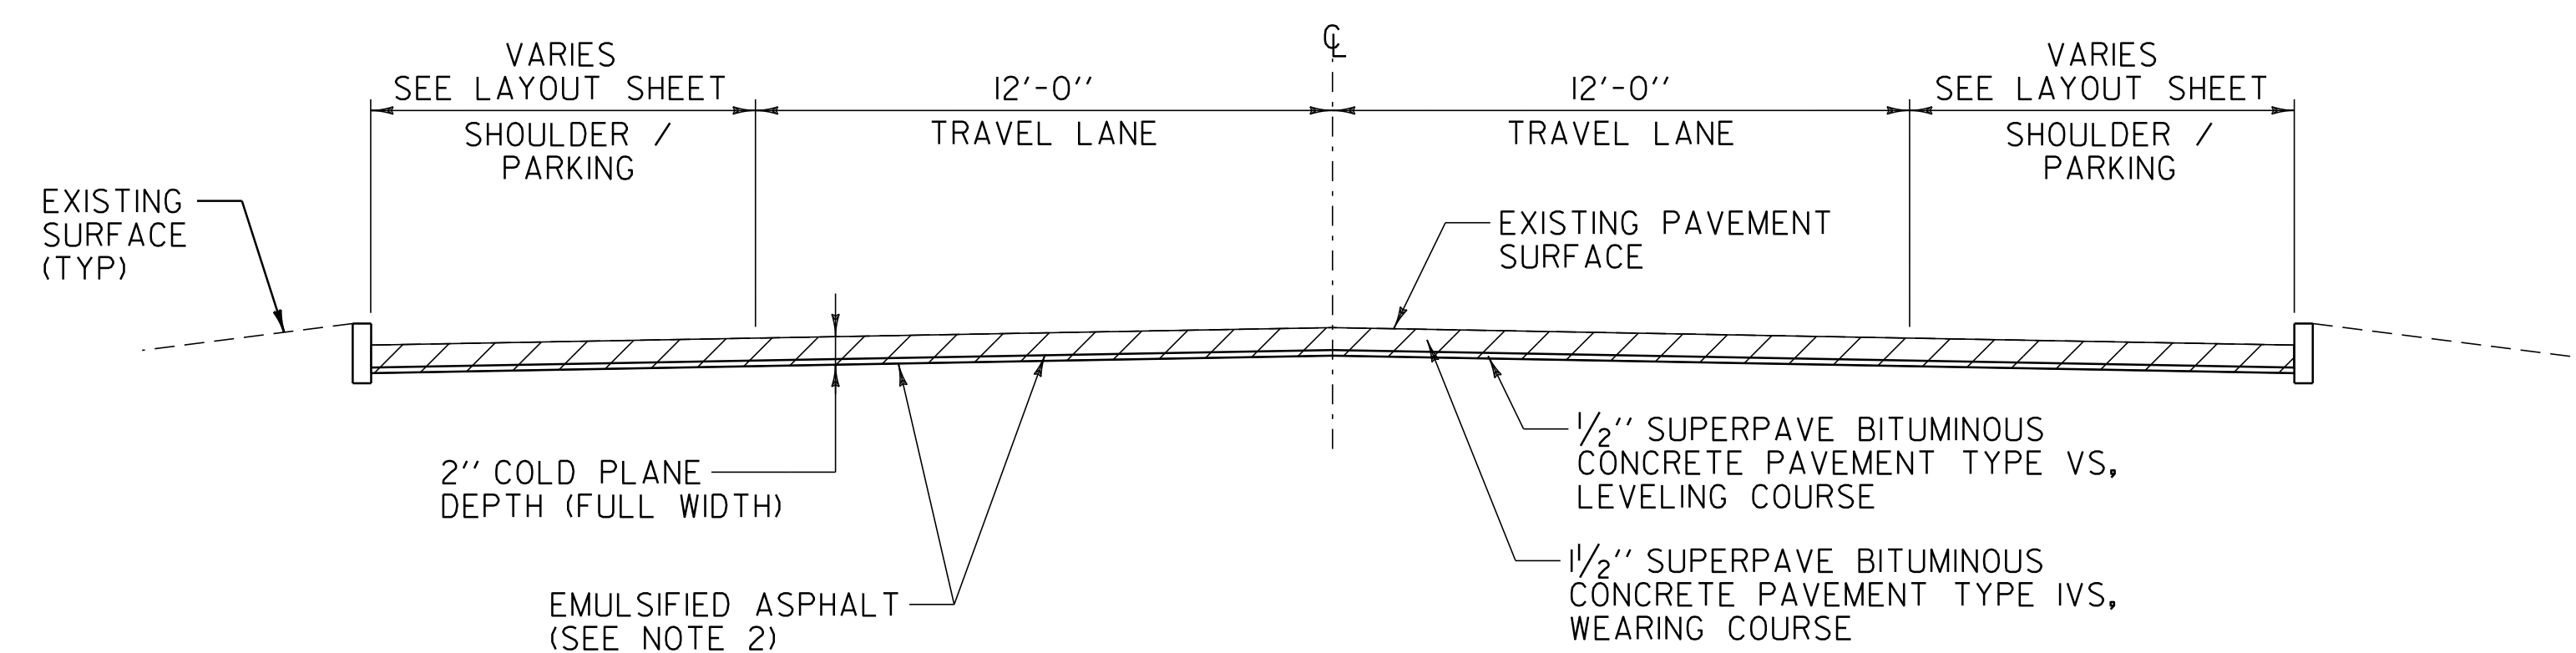 ℄
VARIES
SEE LAYOUT SHEET
SHOULDER /
PARKING
12'-0''
TRAVEL LANE
12'-0''
TRAVEL LANE
VARIES
SEE LAYOUT SHEET
SHOULDER /
PARKING
EXISTING
SURFACE
(TYP)
EXISTING PAVEMENT
SURFACE
2'' COLD PLANE
DEPTH (FULL WIDTH)
EMULSIFIED ASPHALT
(SEE NOTE 2)
1/2'' SUPERPAVE BITUMINOUS
CONCRETE PAVEMENT TYPE VS,
LEVELING COURSE
1 1/2'' SUPERPAVE BITUMINOUS
CONCRETE PAVEMENT TYPE IVS,
WEARING COURSE